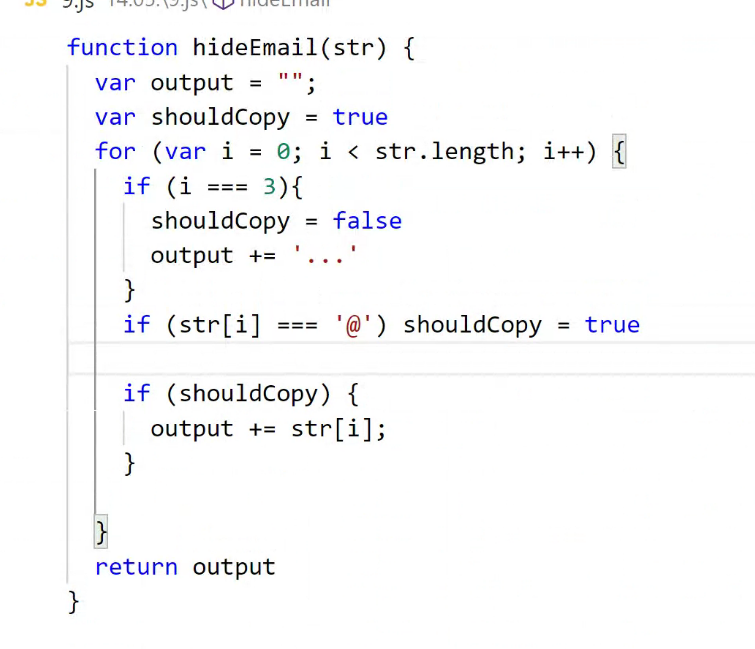 JS 9.js 14.05.\9.js\ hideEmail
function hideEmail(str) {
  var output = "";
  var shouldCopy = true
  for (var i = 0; i < str.length; i++) {
    if (i === 3){
      shouldCopy = false
      output += '...'
    }
    if (str[i] === '@') shouldCopy = true
    if (shouldCopy) {
      output += str[i];
    }
  }
  return output
}